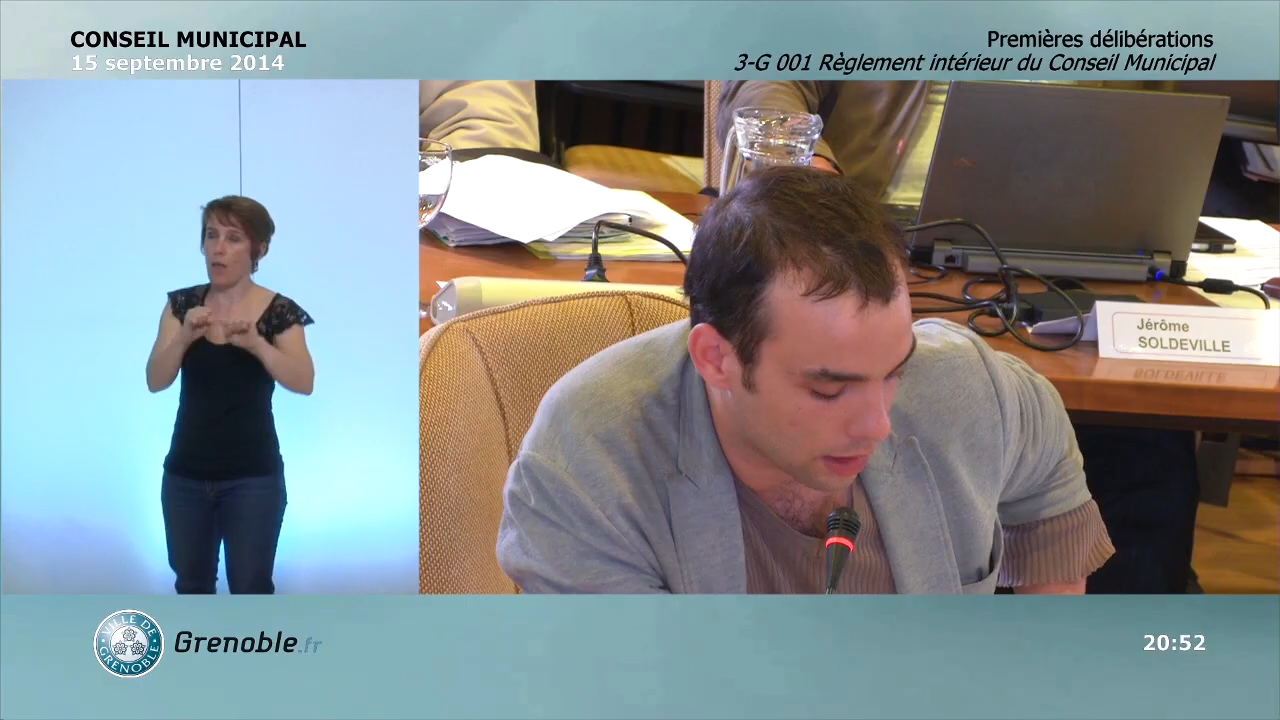 CONSEIL MUNICIPAL
15 septembre 2014
Premières délibérations
3-G 001 Règlement intérieur du Conseil Municipal
Jérôme
SOLDEVILLE
VILLE DE GRENOBLE
Grenoble.fr
20:52